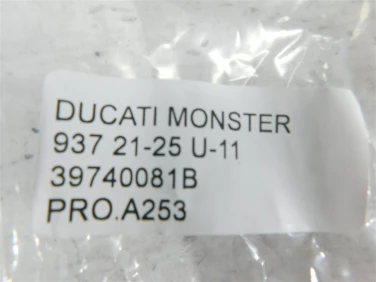 DUCATI MONSTER
937 21-25 U-11
39740081B
PRO.A253